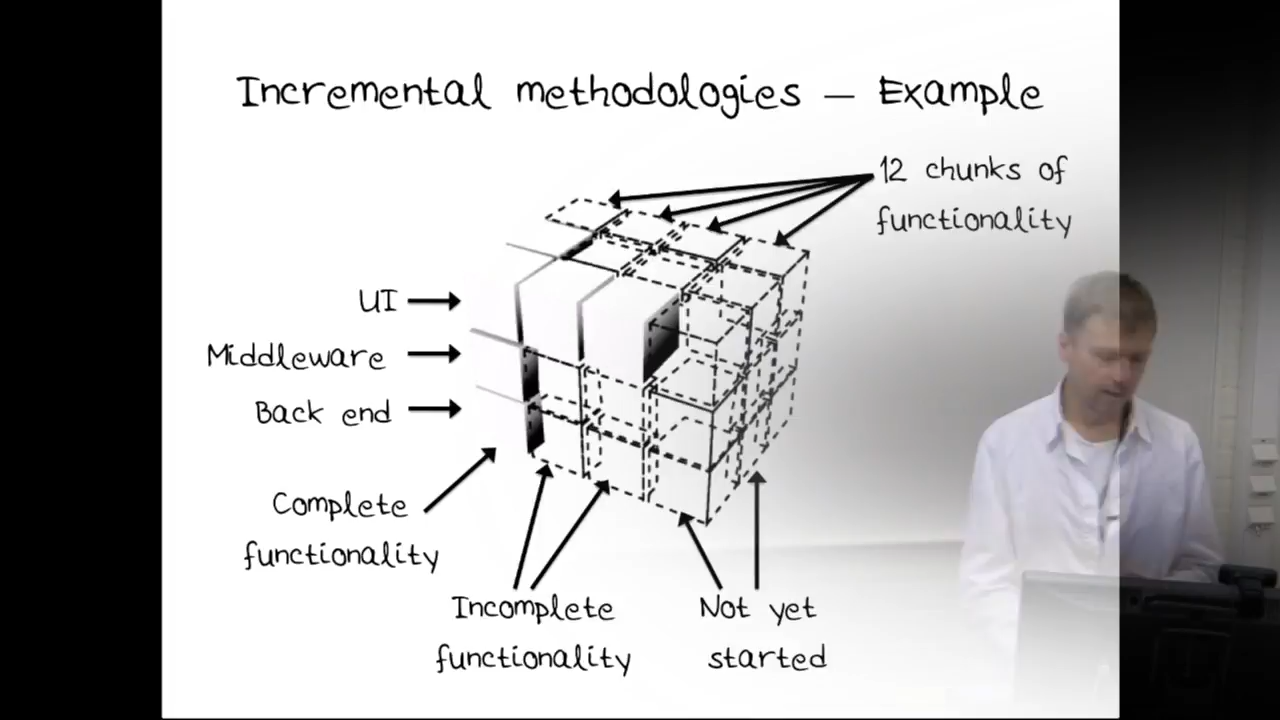 Incremental methodologies – Example
12 chunks of
functionality
UI
Middleware
Back end
Complete
functionality
Incomplete
functionality
Not yet
started